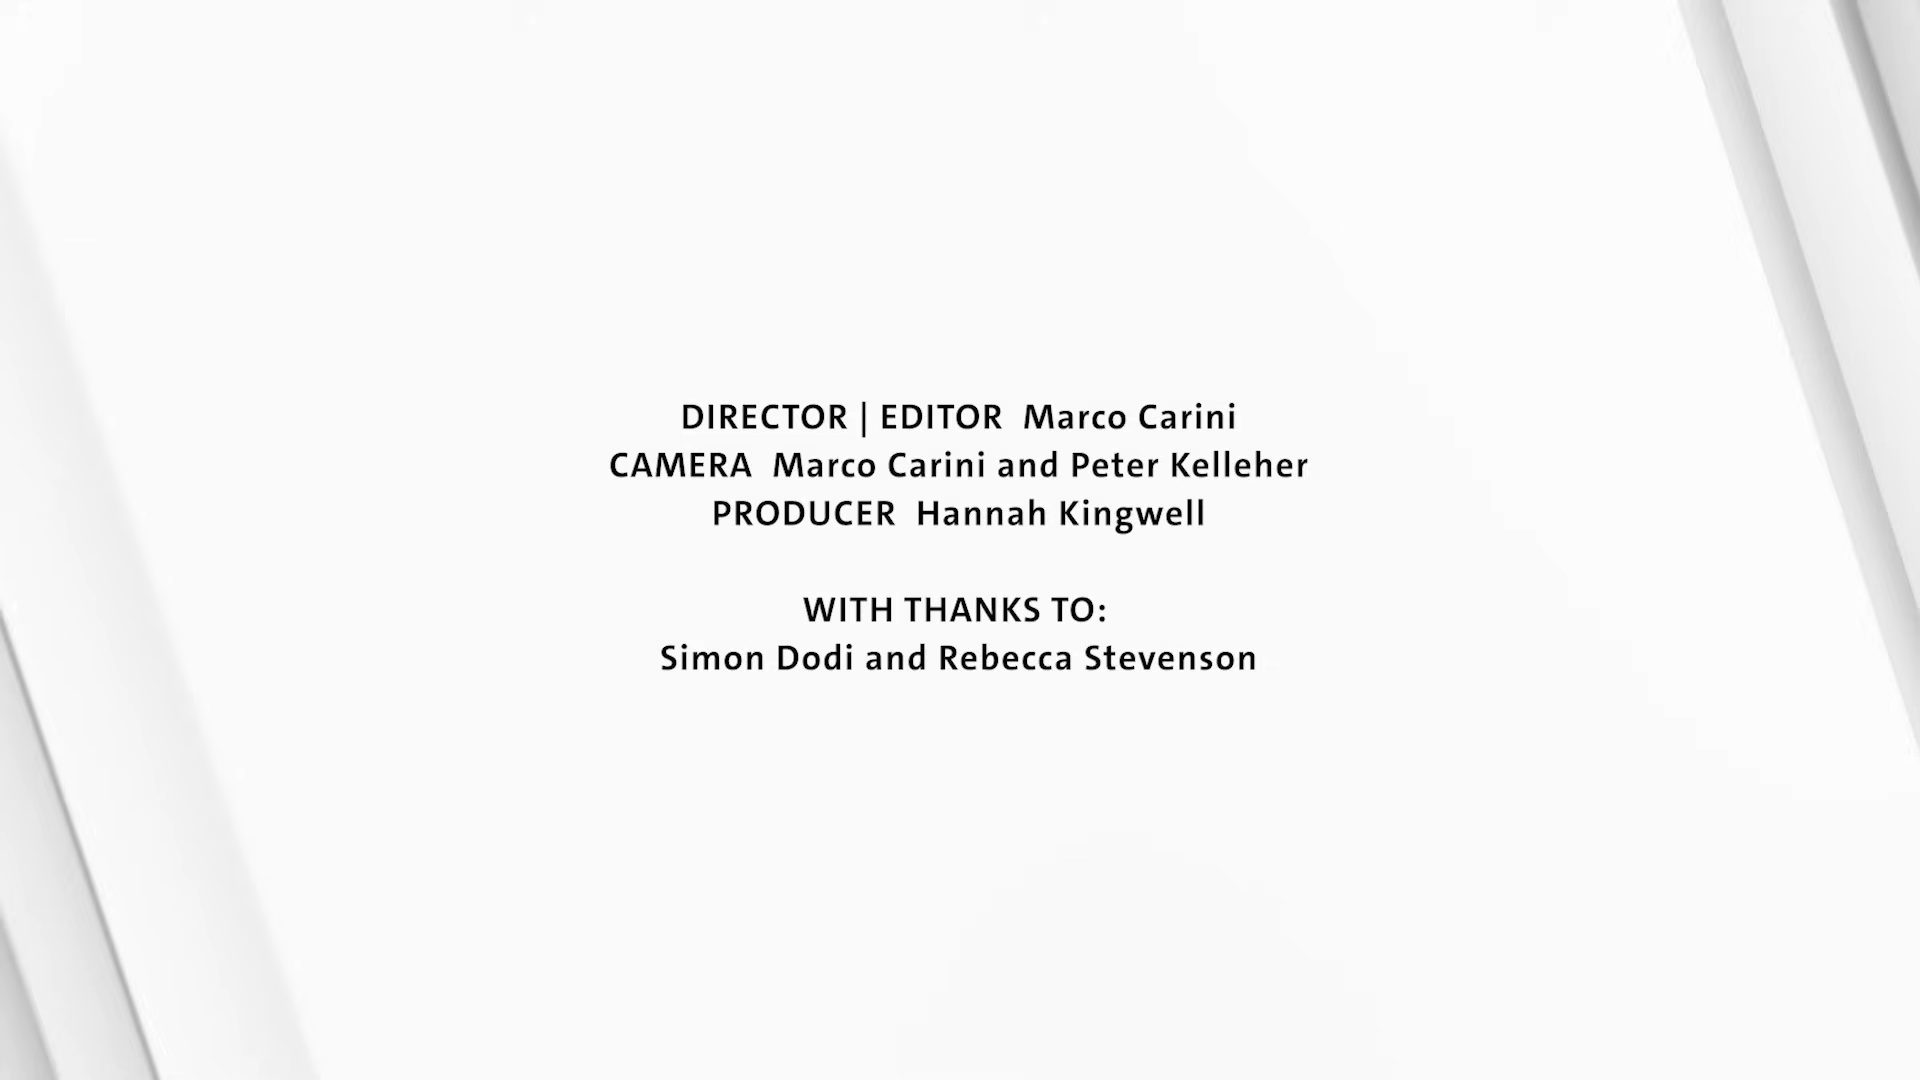 DIRECTOR | EDITOR Marco Carini
CAMERA Marco Carini and Peter Kelleher
PRODUCER Hannah Kingwell
WITH THANKS TO:
Simon Dodi and Rebecca Stevenson